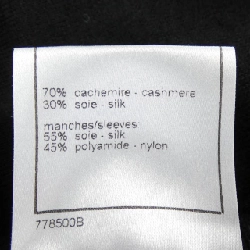 70% cachemire - cashmere
30% soie - silk
manches/sleeves
55% soie - silk
45% polyamide - nylon
778500B